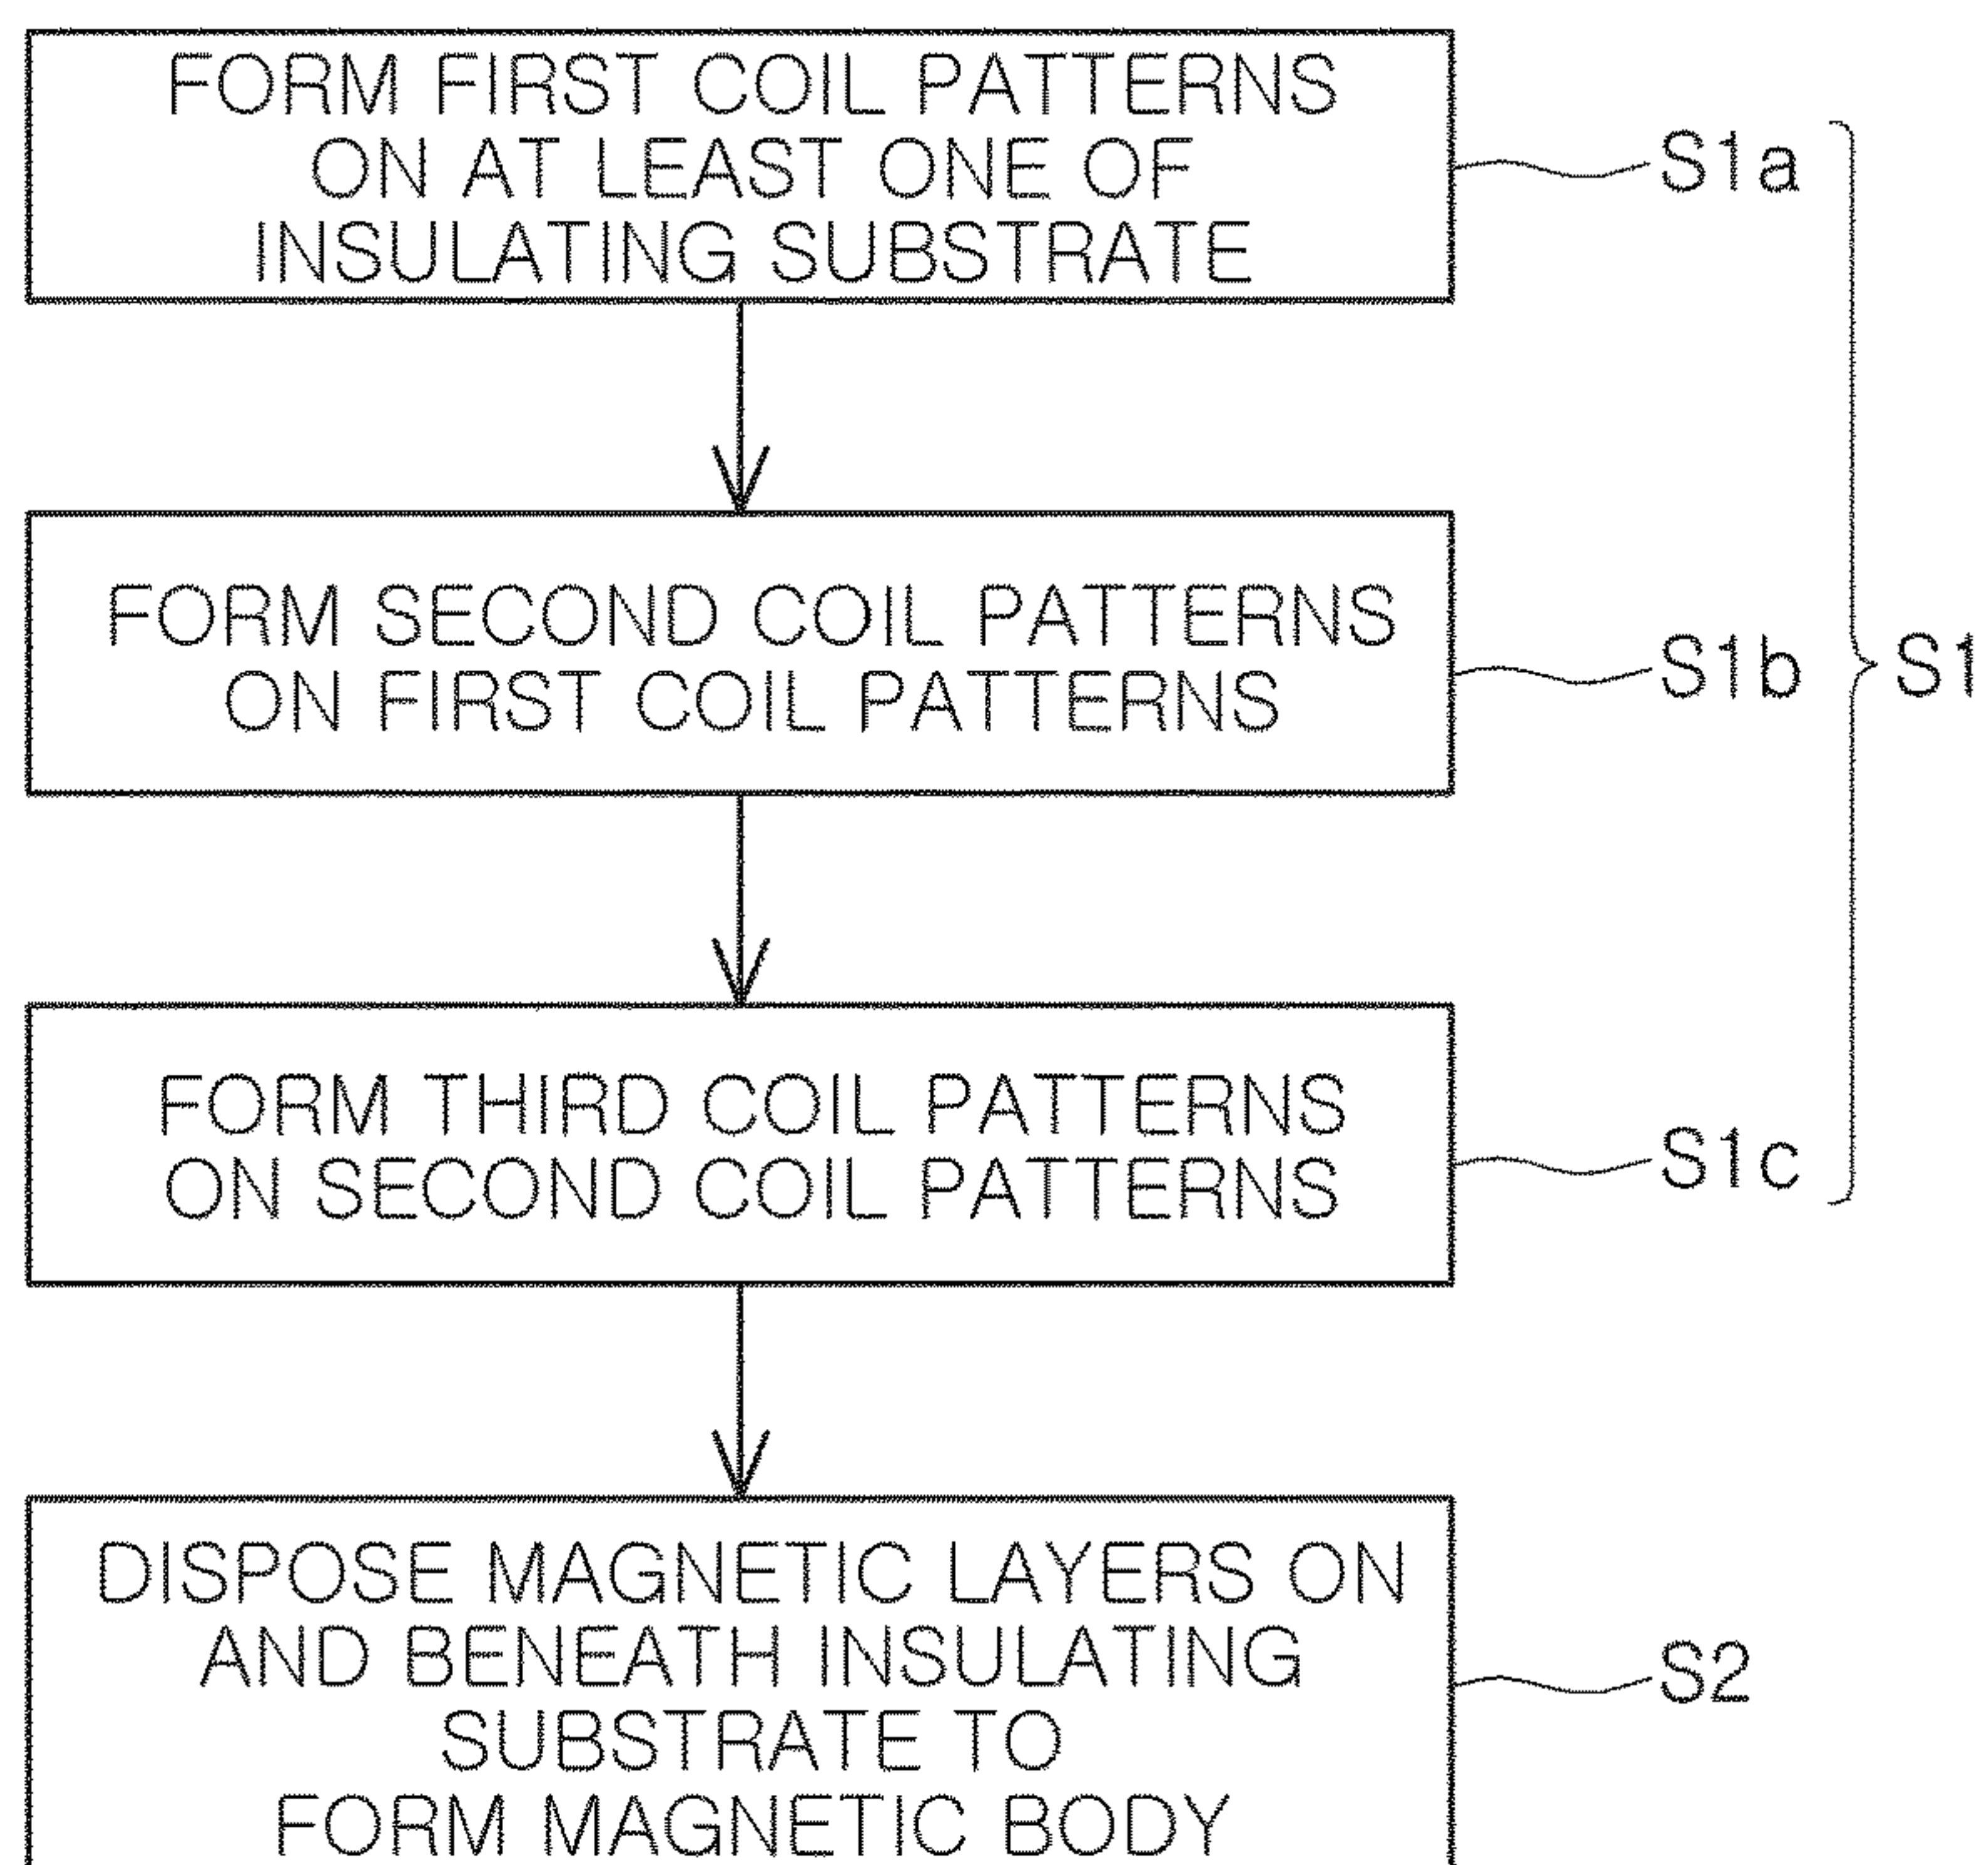 FORM FIRST COIL PATTERNS
ON AT LEAST ONE OF
INSULATING SUBSTRATE
S1a
FORM SECOND COIL PATTERNS
ON FIRST COIL PATTERNS
S1b
S1
FORM THIRD COIL PATTERNS
ON SECOND COIL PATTERNS
S1c
DISPOSE MAGNETIC LAYERS ON
AND BENEATH INSULATING
SUBSTRATE TO
FORM MAGNETIC BODY
S2